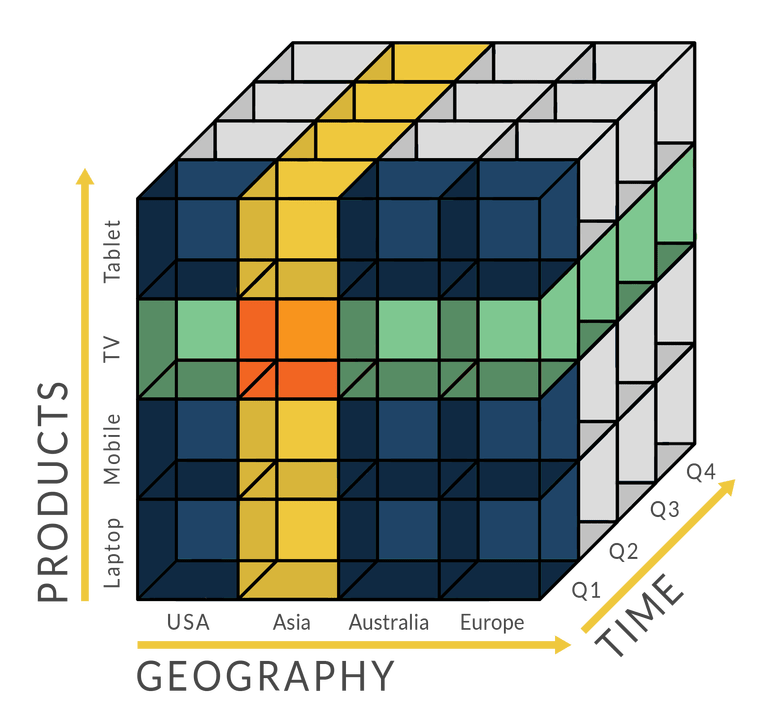 PRODUCTS
Tablet
TV
Mobile
Laptop
USA Asia Australia Europe
GEOGRAPHY
Q1
Q2
Q3
Q4
TIME